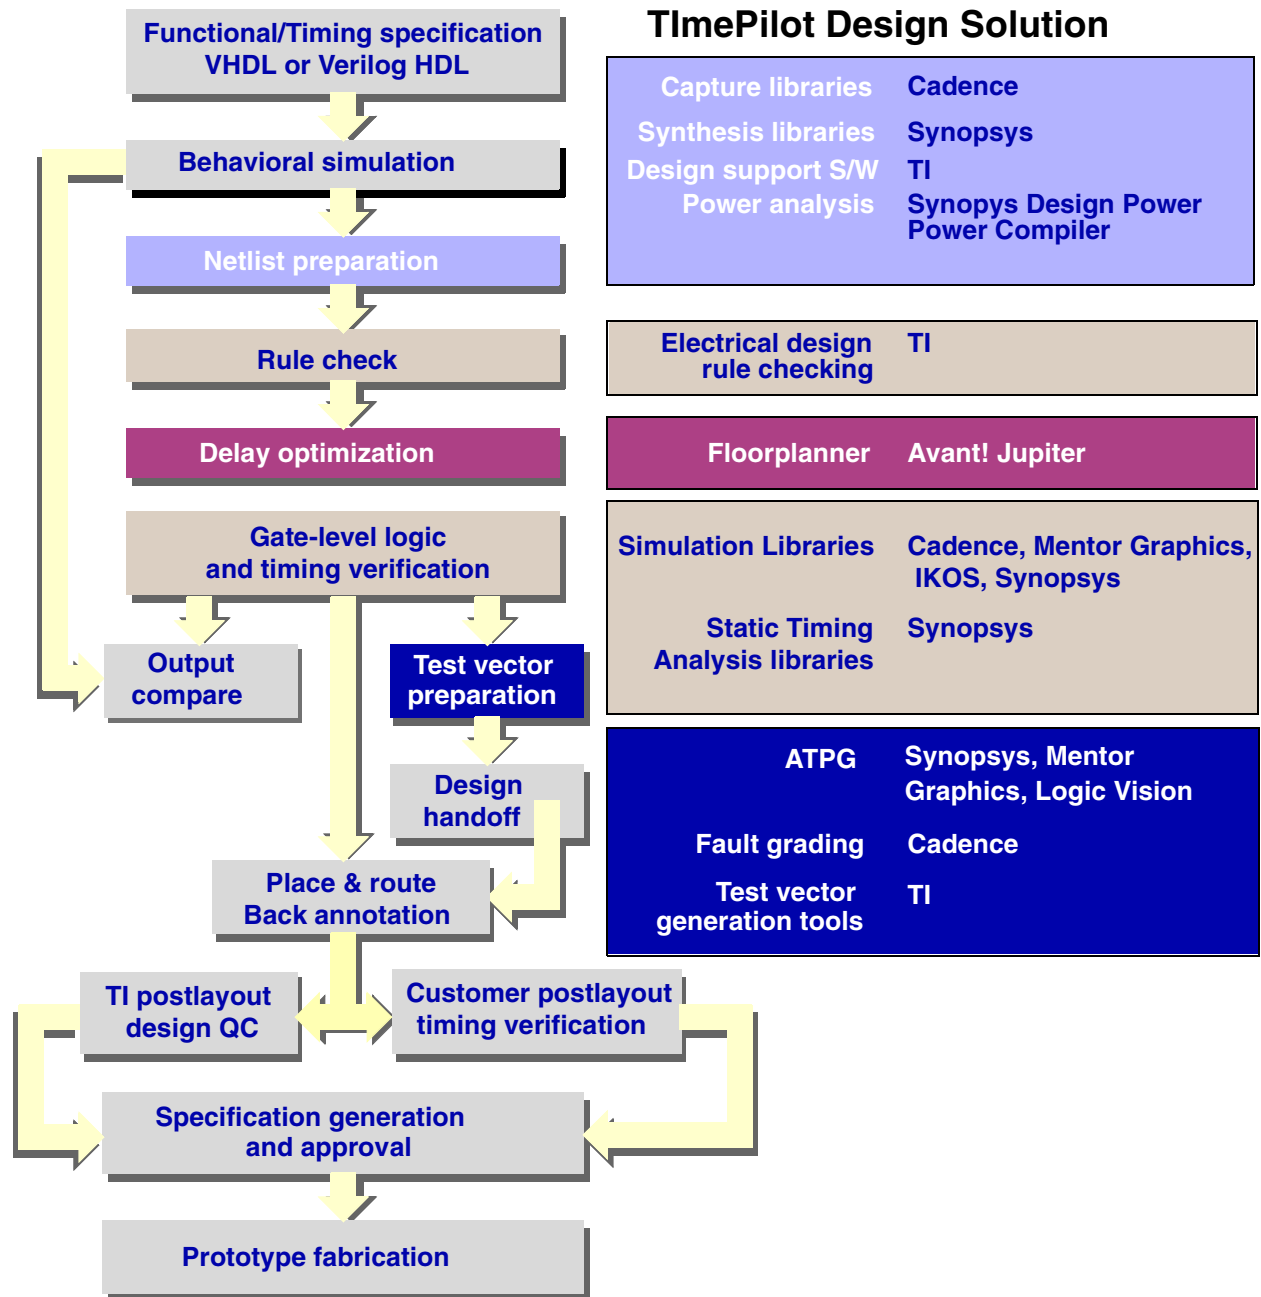 TImePilot Design Solution
Functional/Timing specification
VHDL or Verilog HDL
Behavioral simulation
Netlist preparation
Rule check
Delay optimization
Gate-level logic
and timing verification
Output
compare
Test vector
preparation
Design
handoff
Place & route
Back annotation
TI postlayout
design QC
Customer postlayout
timing verification
Specification generation
and approval
Prototype fabrication
Capture libraries Cadence
Synthesis libraries Synopsys
Design support S/W TI
Power analysis Synopys Design Power
Power Compiler
Electrical design TI
rule checking
Floorplanner Avant! Jupiter
Simulation Libraries Cadence, Mentor Graphics,
IKOS, Synopsys
Static Timing Synopsys
Analysis libraries
ATPG Synopsys, Mentor
Graphics, Logic Vision
Fault grading Cadence
Test vector TI
generation tools